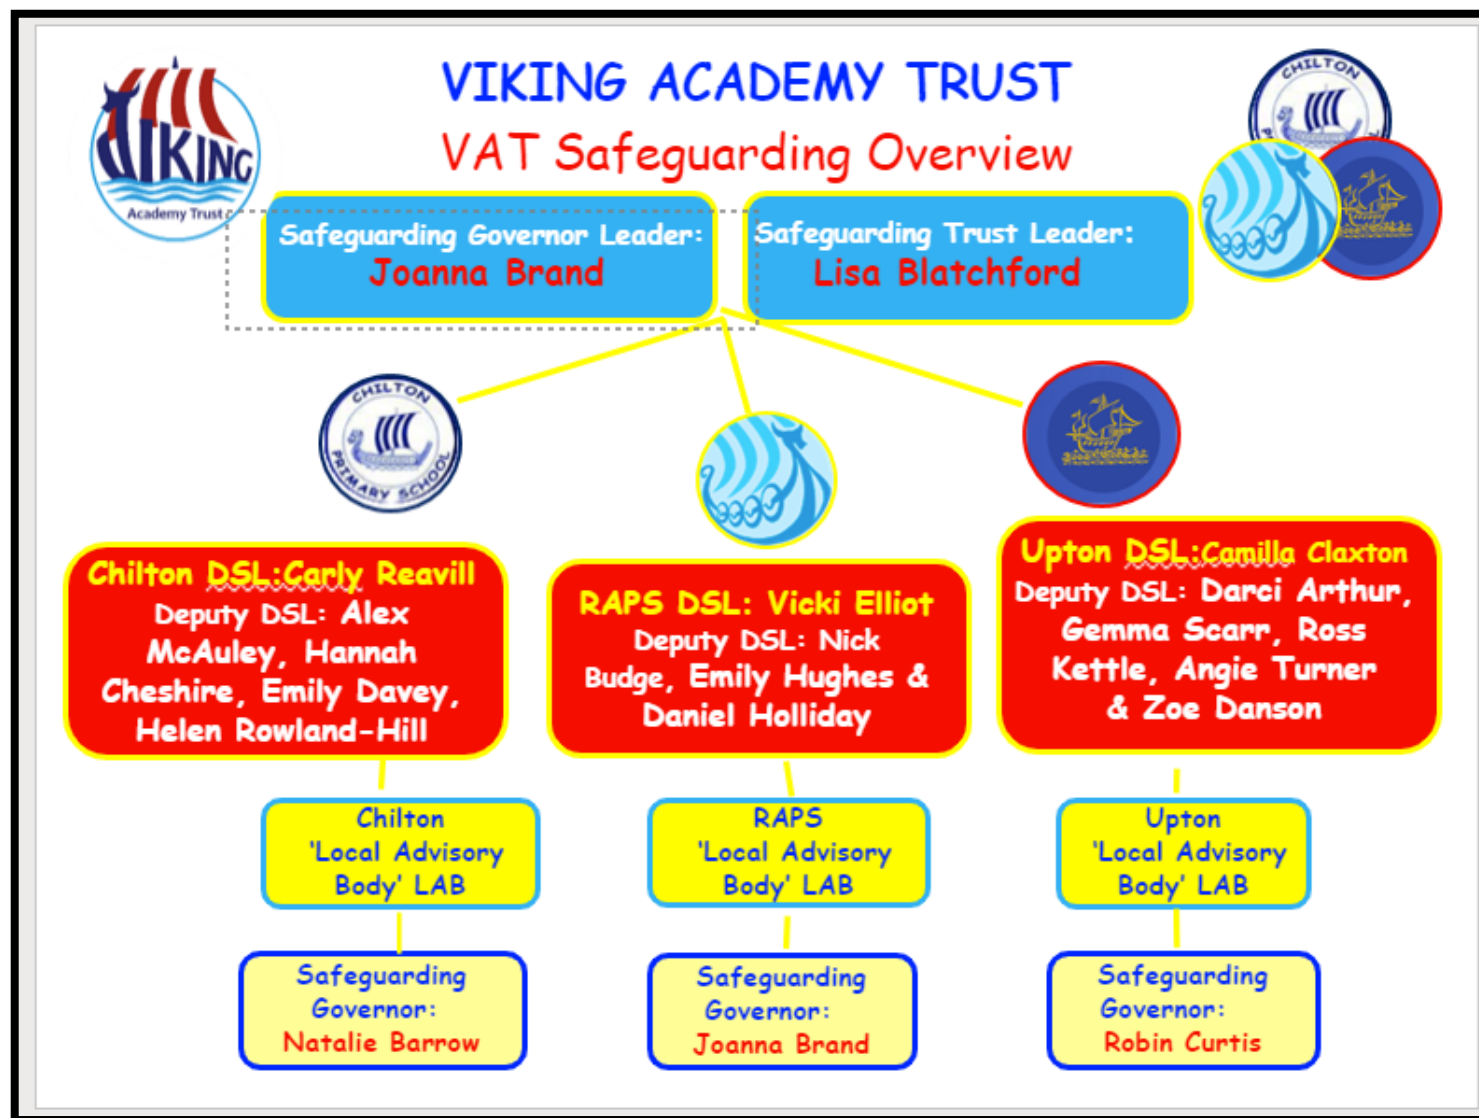 VIKING
Academy Trust
VIKING ACADEMY TRUST
VAT Safeguarding Overview
CHILTON
Safeguarding Governor Leader:
Joanna Brand
Safeguarding Trust Leader:
Lisa Blatchford
CHILTON
PRIMARY SCHOOL
Chilton DSL:Carly Reavill
Deputy DSL: Alex
McAuley, Hannah
Cheshire, Emily Davey,
Helen Rowland-Hill
RAPS DSL: Vicki Elliot
Deputy DSL: Nick
Budge, Emily Hughes &
Daniel Holliday
Upton DSL:Camilla Claxton
Deputy DSL: Darci Arthur,
Gemma Scarr, Ross
Kettle, Angie Turner
& Zoe Danson
Chilton
‘Local Advisory
Body’ LAB
RAPS
‘Local Advisory
Body’ LAB
Upton
‘Local Advisory
Body’ LAB
Safeguarding
Governor:
Natalie Barrow
Safeguarding
Governor:
Joanna Brand
Safeguarding
Governor:
Robin Curtis